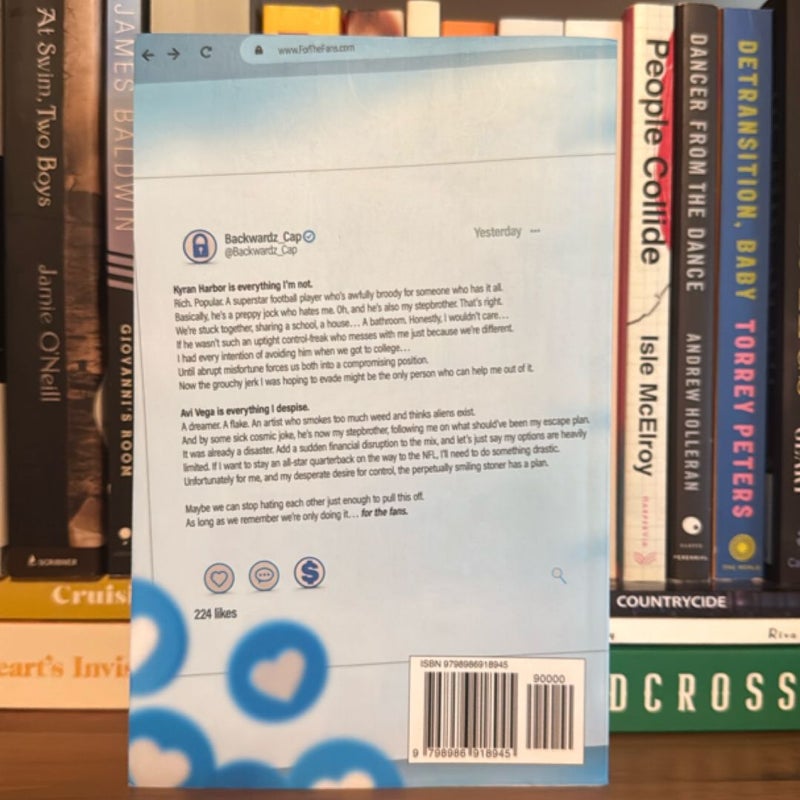 www.ForTheFans.com
Backwardz_Cap
@Backwardz_Cap
Yesterday ...
Kyran Harbor is everything I'm not.
Rich. Popular. A superstar football player who's awfully broody for someone who has it all.
Basically, he's a preppy jock who hates me. Oh, and he's also my stepbrother. That's right.
We're stuck together, sharing a school, a house... A bathroom. Honestly, I wouldn't care...
If he wasn't such an uptight control-freak who messes with me just because we're different.
I had every intention of avoiding him when we got to college...
Until abrupt misfortune forces us both into a compromising position.
Now the grouchy jerk I was hoping to evade might be the only person who can help me out of it.
Avi Vega is everything I despise.
A dreamer. A flake. An artist who smokes too much weed and thinks aliens exist.
And by some sick cosmic joke, he's now my stepbrother, following me on what should've been my escape plan.
It was already a disaster. Add a sudden financial disruption to the mix, and let's just say my options are heavily
limited. If I want to stay an all-star quarterback on the way to the NFL, I'll need to do something drastic.
Unfortunately for me, and my desperate desire for control, the perpetually smiling stoner has a plan.
Maybe we can stop hating each other just enough to pull this off.
As long as we remember we're only doing it... for the fans.
$
224 likes
ISBN 9798986918945
90000
9 798986 918945
At Swim, Two Boys
Jamie O'Neill
SCRIBNER
JAMES BALDWIN
GIOVANNI'S ROOM
People Collide
Isle McElroy
DANCER FROM THE DANCE
ANDREW HOLLERAN
DETRANSITION, BABY
TORREY PETERS
Cruisi
eart's Invis
COUNTRYCIDE
Riva
DCROSS